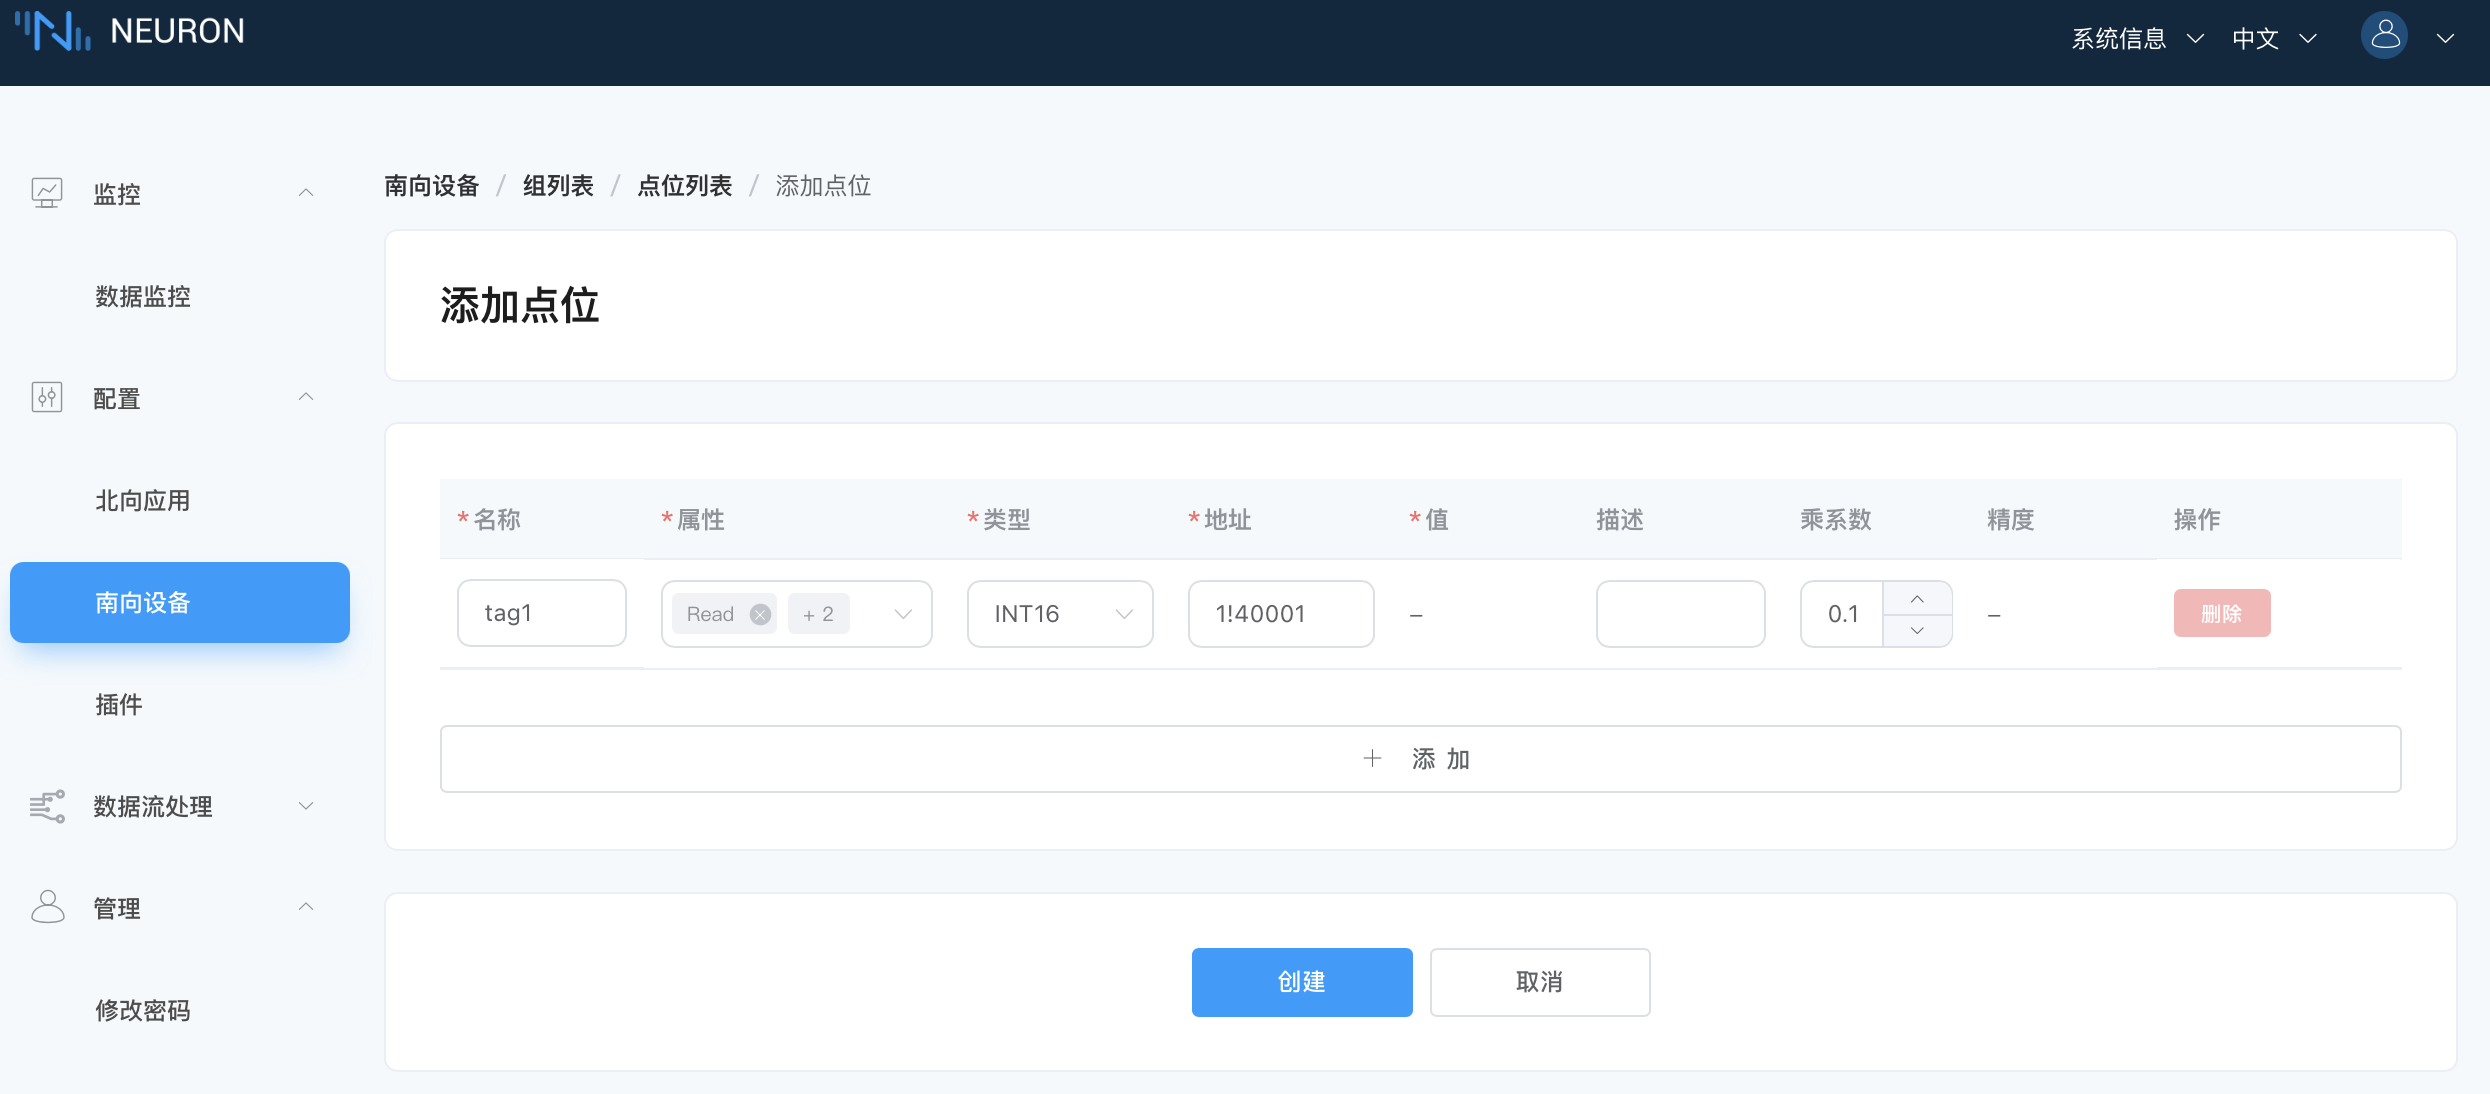 NEURON
系统信息 中文
监控
数据监控
配置
北向应用
南向设备
插件
数据流处理
管理
修改密码
南向设备 / 组列表 / 点位列表 / 添加点位
添加点位
* 名称 * 属性 * 类型 * 地址 * 值 描述 乘系数 精度 操作
tag1 Read + 2 INT16 1!40001 – 0.1 – 删除
+ 添 加
创建 取消